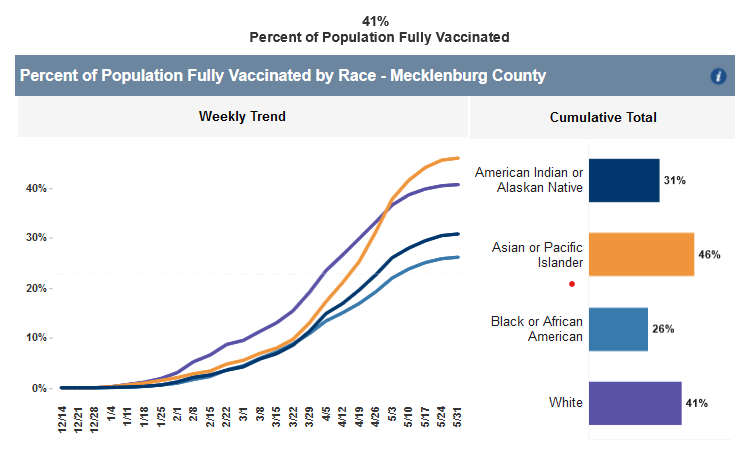 41%
Percent of Population Fully Vaccinated
Percent of Population Fully Vaccinated by Race - Mecklenburg County
i
Weekly Trend
Cumulative Total
40%
30%
20%
10%
0%
12/14
12/21
12/28
1/4
1/11
1/18
1/25
2/1
2/8
2/15
2/22
3/1
3/8
3/15
3/22
3/29
4/5
4/12
4/19
4/26
5/3
5/10
5/17
5/24
5/31
American Indian or
Alaskan Native
31%
Asian or Pacific
Islander
46%
Black or African
American
26%
White
41%